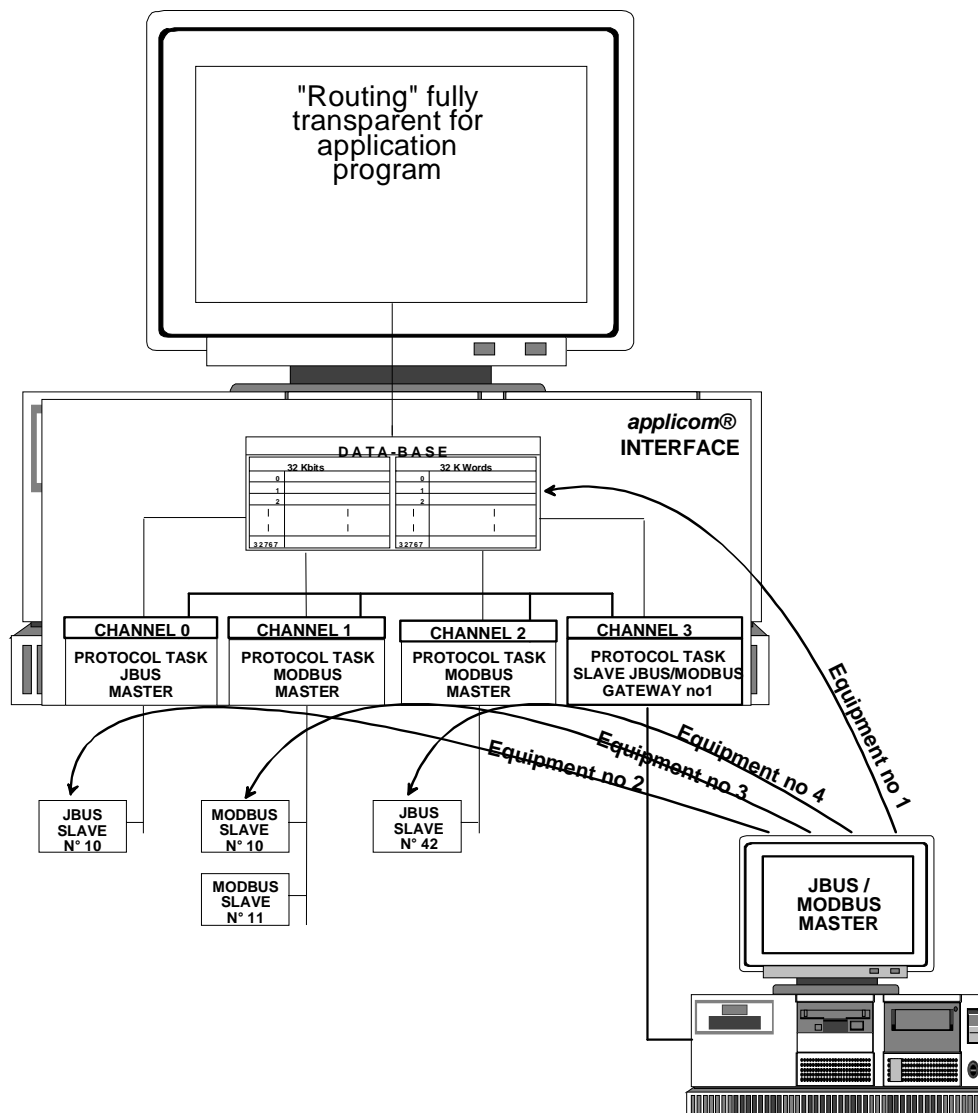 "Routing" fully
transparent for
application
program
applicom®
INTERFACE
DATA-BASE
32 Kbits
32 K Words
0
1
2
32767
0
1
2
32767
CHANNEL 0
PROTOCOL TASK
JBUS
MASTER
CHANNEL 1
PROTOCOL TASK
MODBUS
MASTER
CHANNEL 2
PROTOCOL TASK
MODBUS
MASTER
CHANNEL 3
PROTOCOL TASK
SLAVE JBUS/MODBUS
GATEWAY no1
Equipment no 2
Equipment no 3
Equipment no 4
Equipment no 1
JBUS
SLAVE
N° 10
MODBUS
SLAVE
N° 10
JBUS
SLAVE
N° 42
MODBUS
SLAVE
N° 11
JBUS /
MODBUS
MASTER